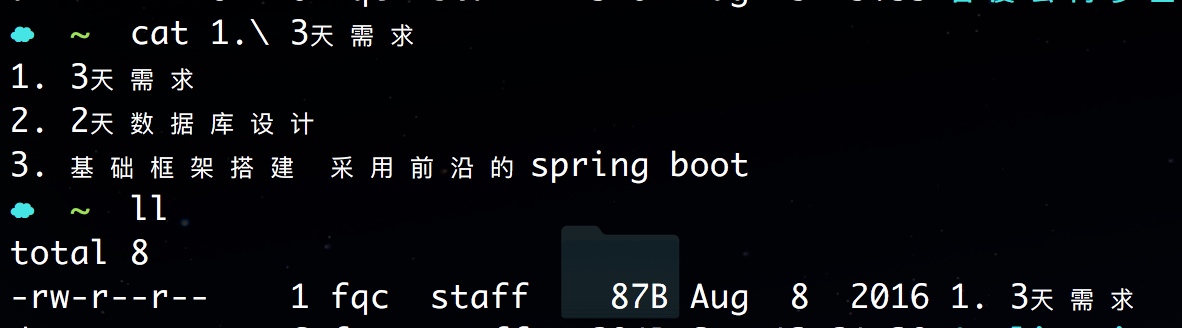 ~ cat 1.\ 3天需求
1. 3天需求
2. 2天数据库设计
3. 基础框架搭建 采用前沿的spring boot
~ ll
total 8
-rw-r--r-- 1 fqc staff 87B Aug 8 2016 1. 3天需求